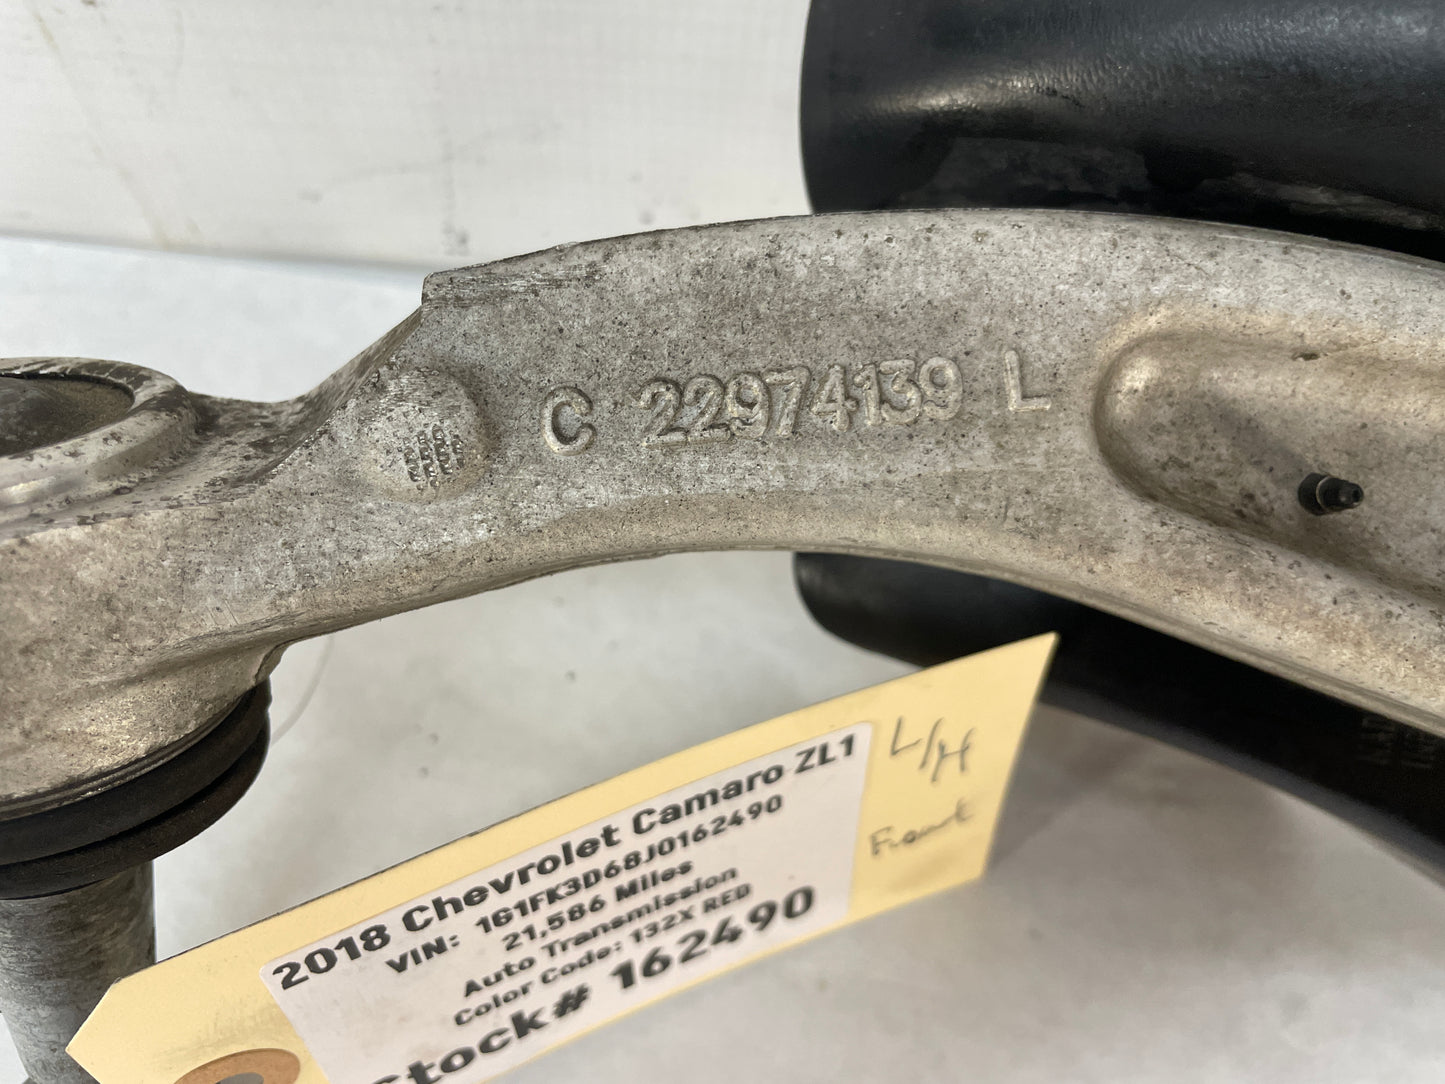 C 22974139 L
L/H
Front
2018 Chevrolet Camaro ZL1
VIN: 1G1FK3D68J0162490
21,586 Miles
Auto Transmission
Color Code: 132X RED
Stock# 162490